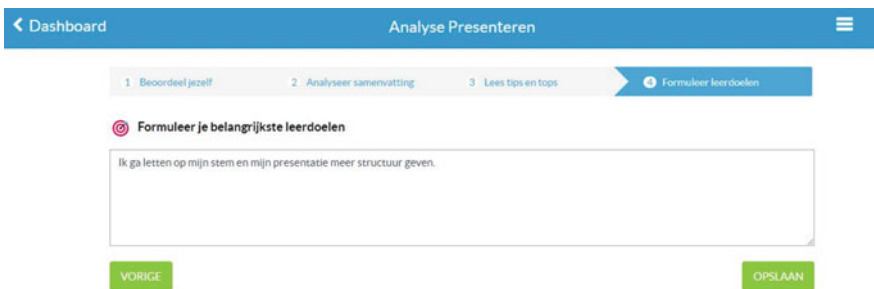 Dashboard Analyse Presenteren
1 Beoordeel jezelf 2 Analyseer samenvatting 3 Lees tips en tops 4 Formuleer leerdoelen
Formuleer je belangrijkste leerdoelen
Ik ga letten op mijn stem en mijn presentatie meer structuur geven.
VORIGE OPSLAAN